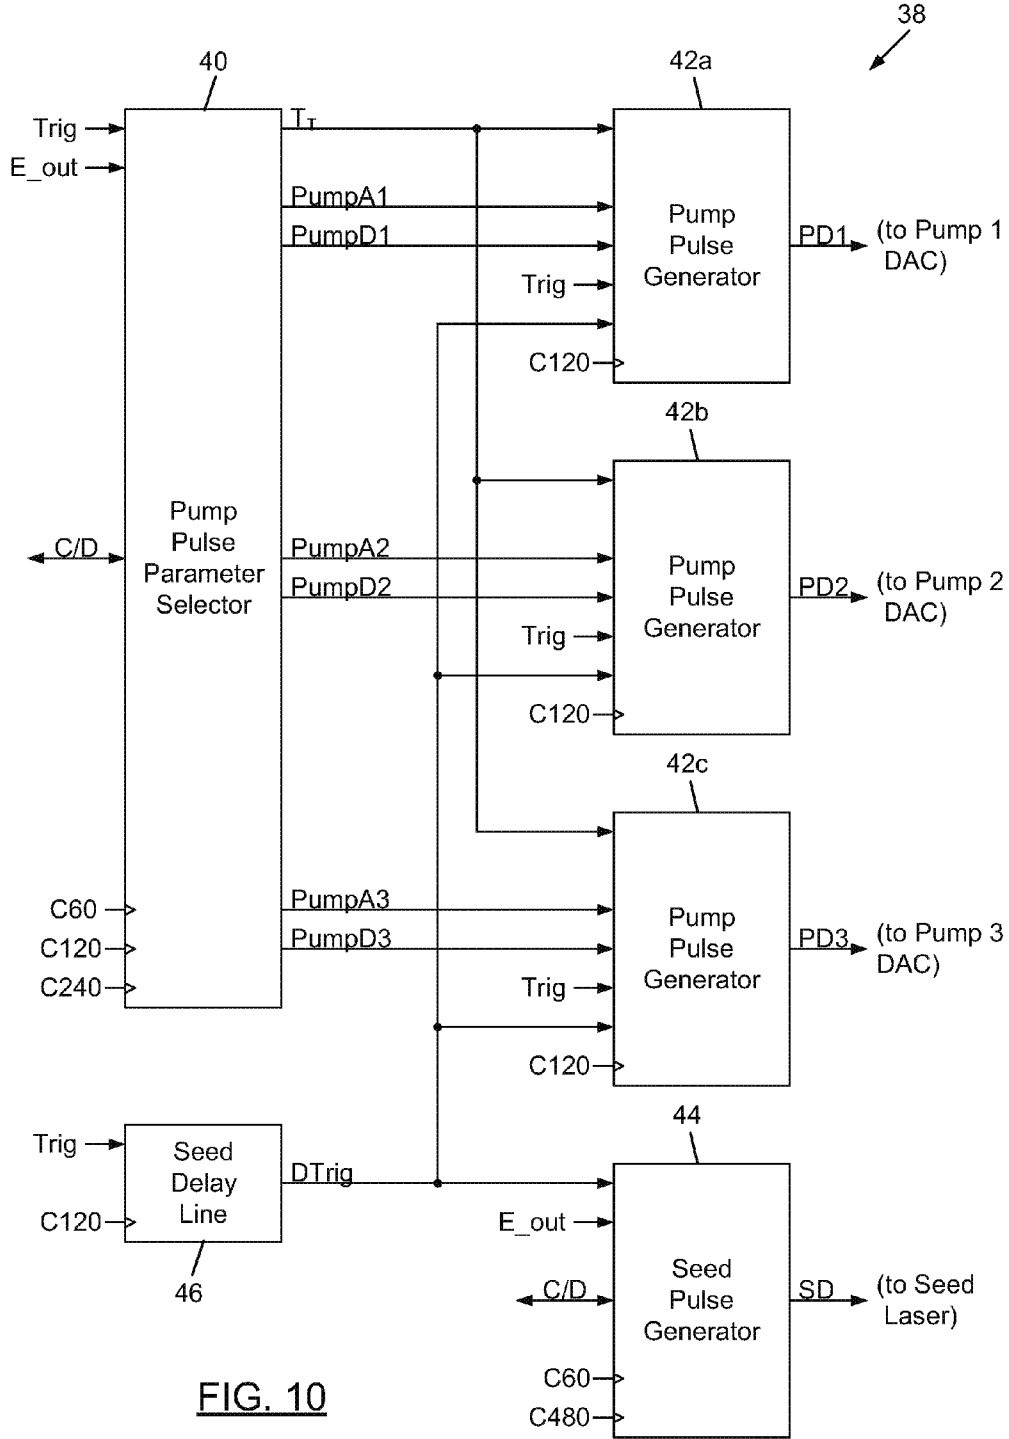 38
40
42a
Trig
E_out
T_T
PumpA1
PumpD1
Trig
C120
Pump
Pulse
Generator
PD1
(to Pump 1
DAC)
42b
C/D
Pump
Pulse
Parameter
Selector
PumpA2
PumpD2
Trig
C120
Pump
Pulse
Generator
PD2
(to Pump 2
DAC)
42c
C60
C120
C240
PumpA3
PumpD3
Trig
C120
Pump
Pulse
Generator
PD3
(to Pump 3
DAC)
44
Trig
C120
Seed
Delay
Line
46
DTrig
E_out
C/D
C60
C480
Seed
Pulse
Generator
SD
(to Seed
Laser)
FIG. 10